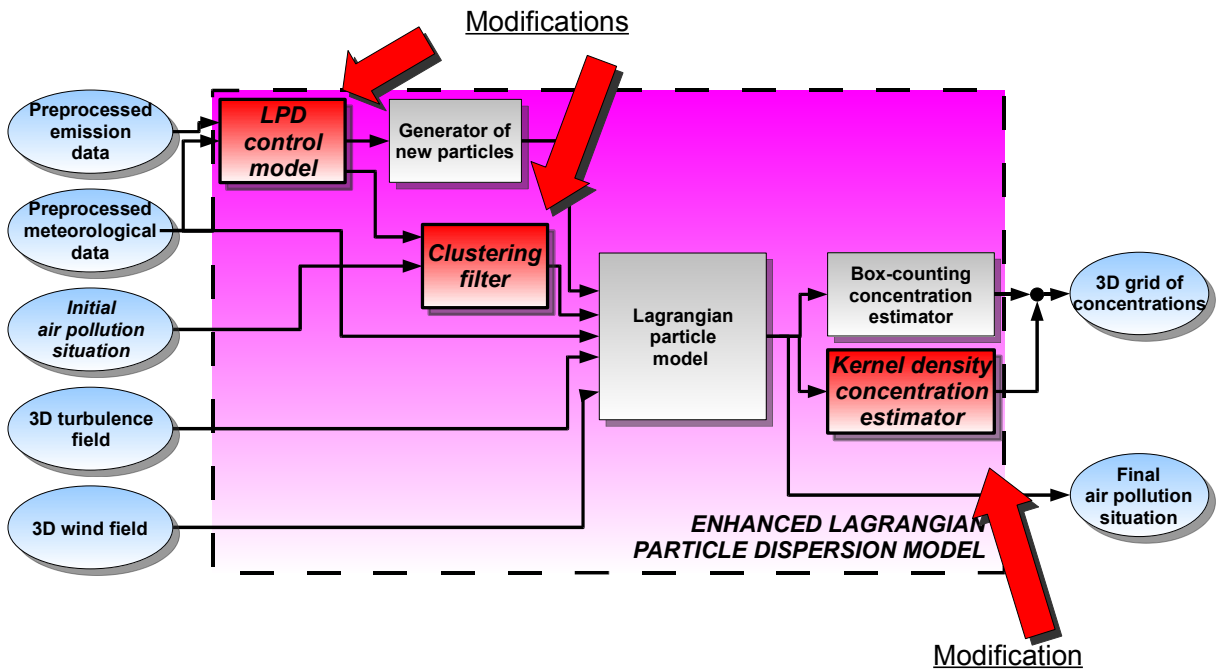 Modifications
Preprocessed
emission
data
LPD
control
model
Generator of
new particles
Preprocessed
meteorological
data
Clustering
filter
Initial
air pollution
situation
Lagrangian
particle
model
Box-counting
concentration
estimator
3D grid of
concentrations
Kernel density
concentration
estimator
3D turbulence
field
3D wind field
Final
air pollution
situation
ENHANCED LAGRANGIAN
PARTICLE DISPERSION MODEL
Modification